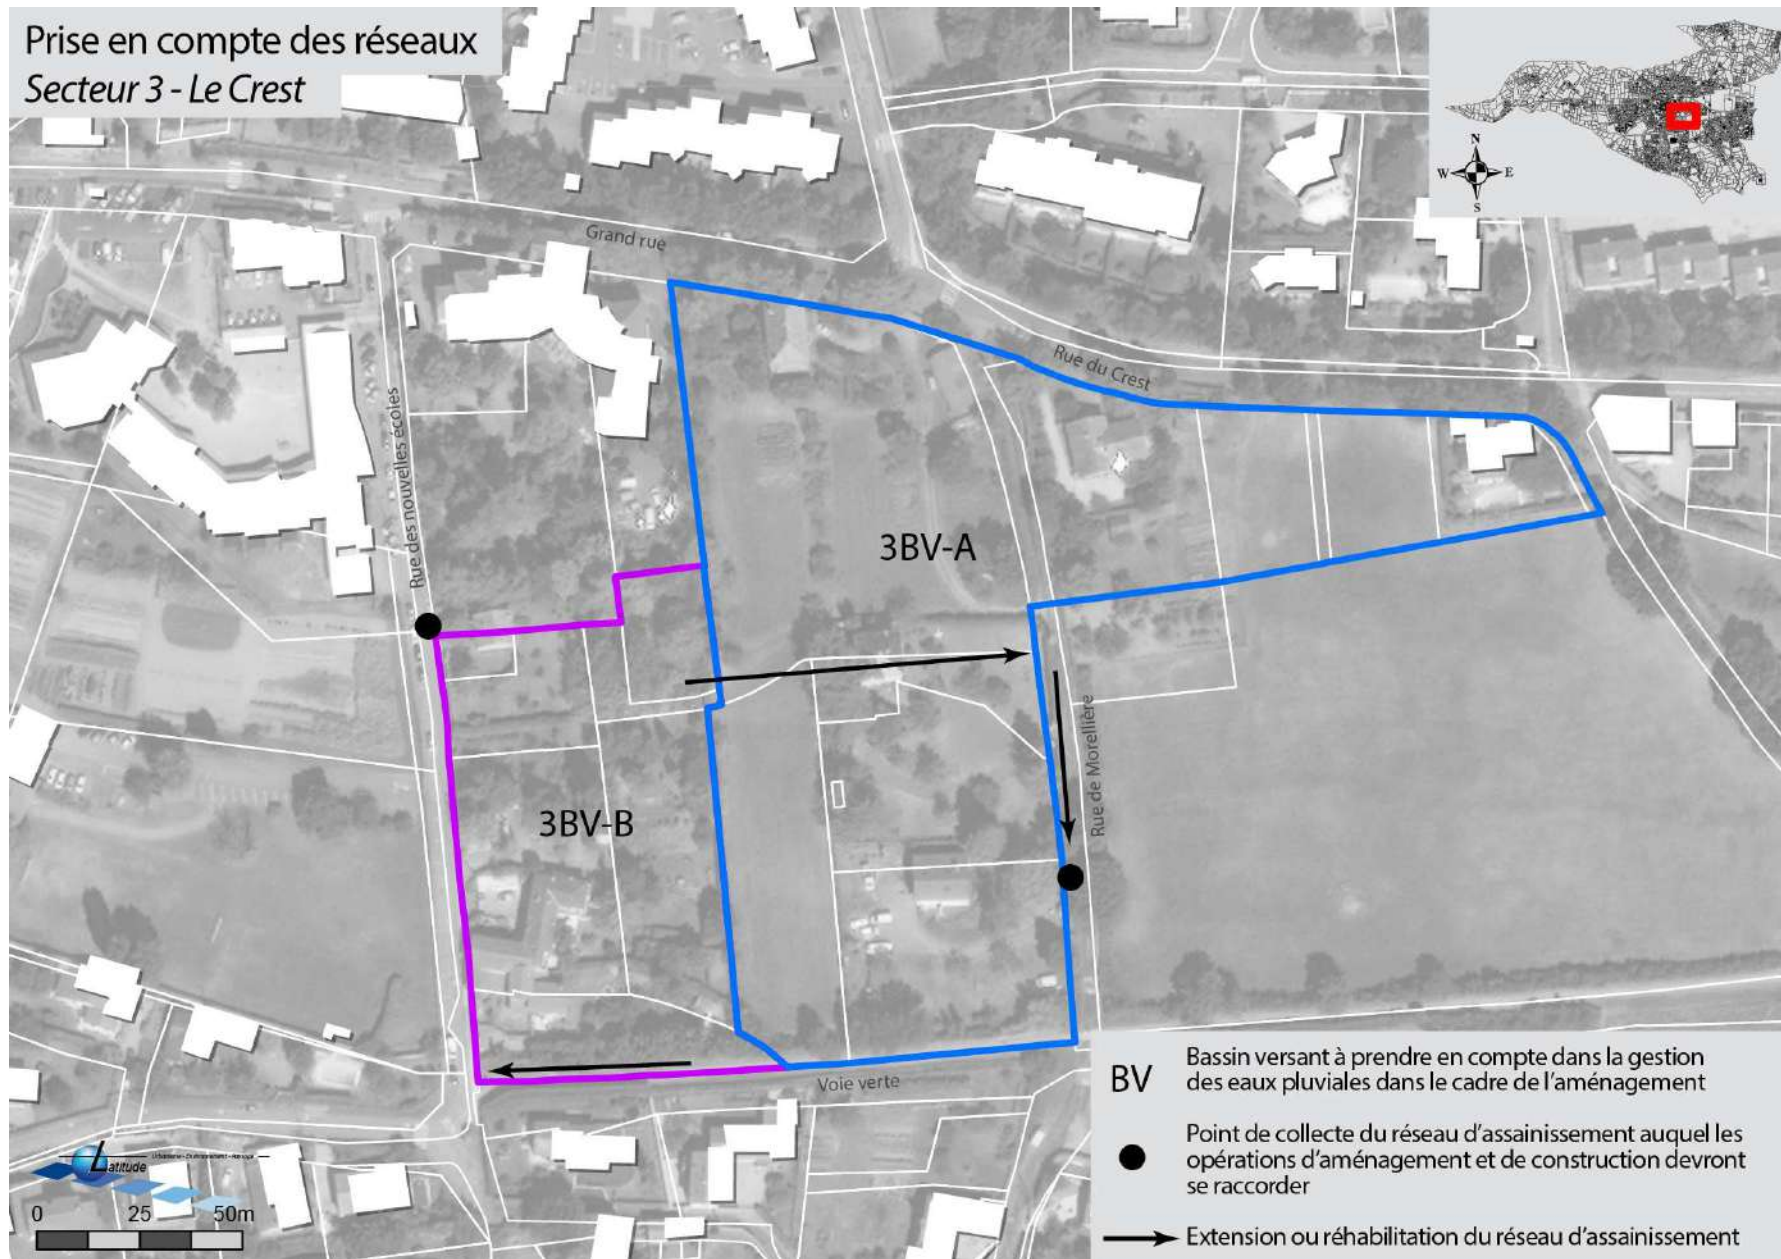 Prise en compte des réseaux
Secteur 3 - Le Crest
N
W
E
S
Grand rue
Rue du Crest
Rue des nouvelles écoles
3BV-A
3BV-B
Rue de Morellière
Voie verte
BV
Bassin versant à prendre en compte dans la gestion
des eaux pluviales dans le cadre de l'aménagement
Point de collecte du réseau d'assainissement auquel les
opérations d'aménagement et de construction devront
se raccorder
Extension ou réhabilitation du réseau d'assainissement
Latitude
0 25 50m